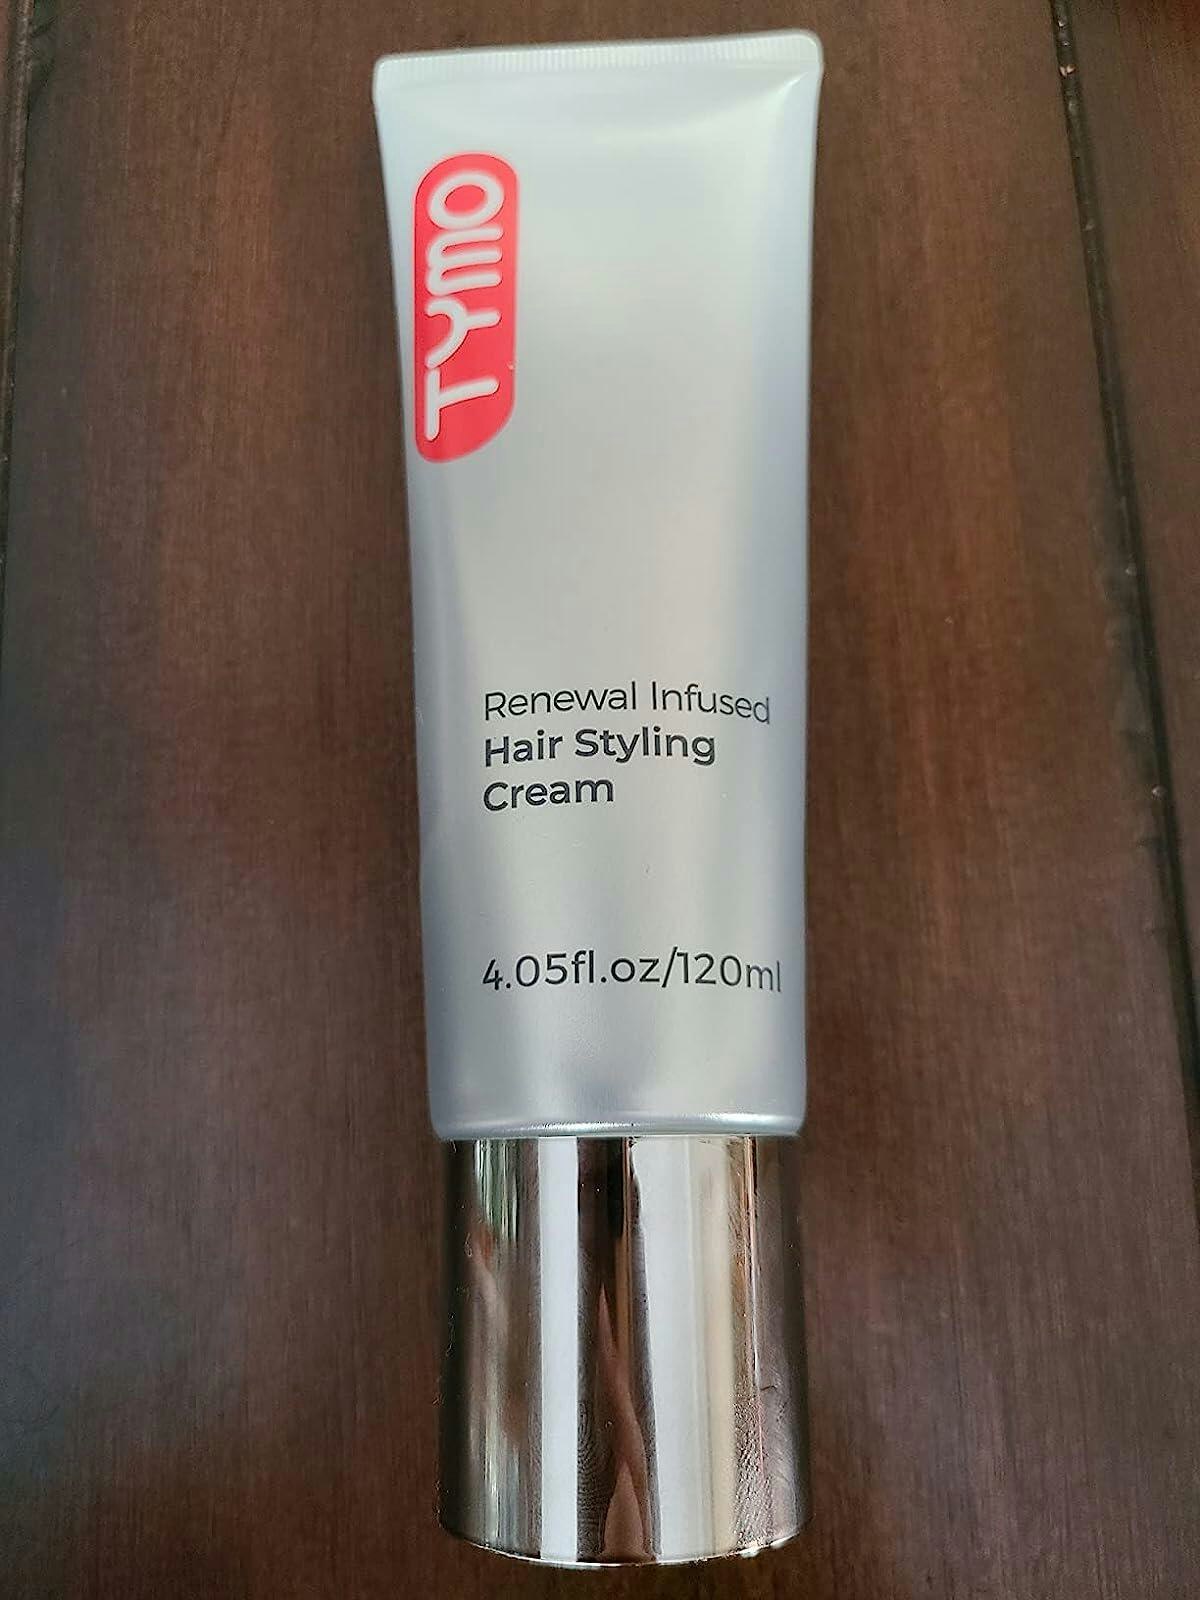 TYMO
Renewal Infused
Hair Styling
Cream
4.05fl.oz/120ml